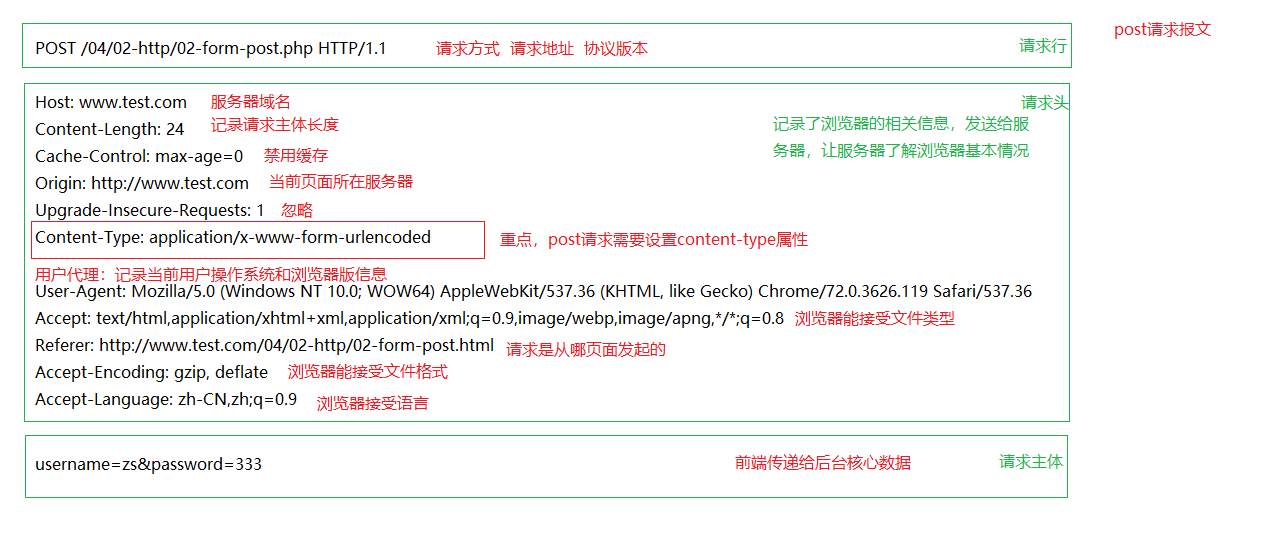 post请求报文
POST /04/02-http/02-form-post.php HTTP/1.1 请求方式 请求地址 协议版本 请求行
Host: www.test.com 服务器域名 请求头
Content-Length: 24 记录请求主体长度 记录了浏览器的相关信息，发送给服
Cache-Control: max-age=0 禁用缓存 务器，让服务器了解浏览器基本情况
Origin: http://www.test.com 当前页面所在服务器
Upgrade-Insecure-Requests: 1 忽略
Content-Type: application/x-www-form-urlencoded 重点，post请求需要设置content-type属性
用户代理：记录当前用户操作系统和浏览器版信息
User-Agent: Mozilla/5.0 (Windows NT 10.0; WOW64) AppleWebKit/537.36 (KHTML, like Gecko) Chrome/72.0.3626.119 Safari/537.36
Accept: text/html,application/xhtml+xml,application/xml;q=0.9,image/webp,image/apng,*/*;q=0.8 浏览器能接受文件类型
Referer: http://www.test.com/04/02-http/02-form-post.html 请求是从哪页面发起的
Accept-Encoding: gzip, deflate 浏览器能接受文件格式
Accept-Language: zh-CN,zh;q=0.9 浏览器接受语言
username=zs&password=333 前端传递给后台核心数据 请求主体